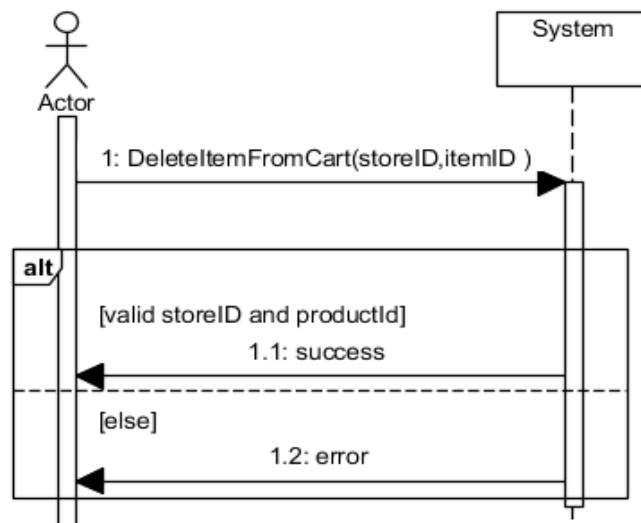 System
Actor
1: DeleteItemFromCart(storeID,itemID )
alt
[valid storeID and productId]
1.1: success
[else]
1.2: error